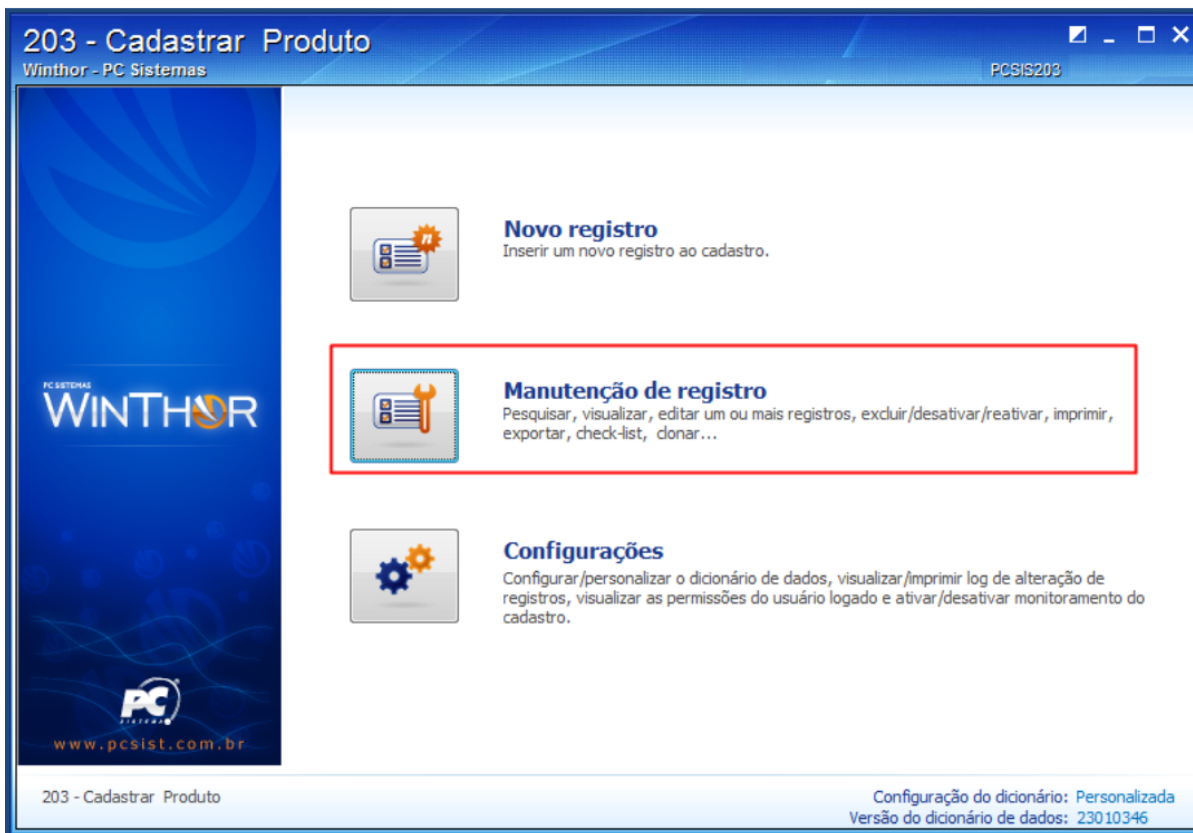 203 - Cadastrar Produto
Winthor - PC Sistemas
PCSIS203
Novo registro
Inserir um novo registro ao cadastro.
Manutenção de registro
Pesquisar, visualizar, editar um ou mais registros, excluir/desativar/reativar, imprimir,
exportar, check-list, clonar...
PC SISTEMAS
WINTHOR
Configurações
Configurar/personalizar o dicionário de dados, visualizar/imprimir log de alteração de
registros, visualizar as permissões do usuário logado e ativar/desativar monitoramento do
cadastro.
PC
SISTEMAS
www.pcsist.com.br
203 - Cadastrar Produto
Configuração do dicionário: Personalizada
Versão do dicionário de dados: 23010346